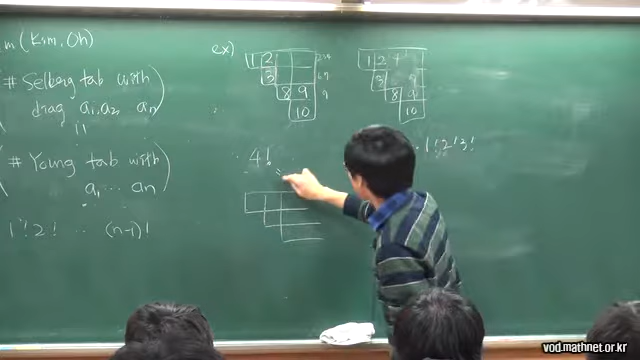 m (Kim, Oh)
# Selberg tab with
diag a1, a2, an
# Young tab with
a1, ... an
1! 2! ... (n-1)!
ex)
1 2
3
8 9
10
4!
1 2
3
8 9
10
1! 2! 3!
vod.mathnet.or.kr